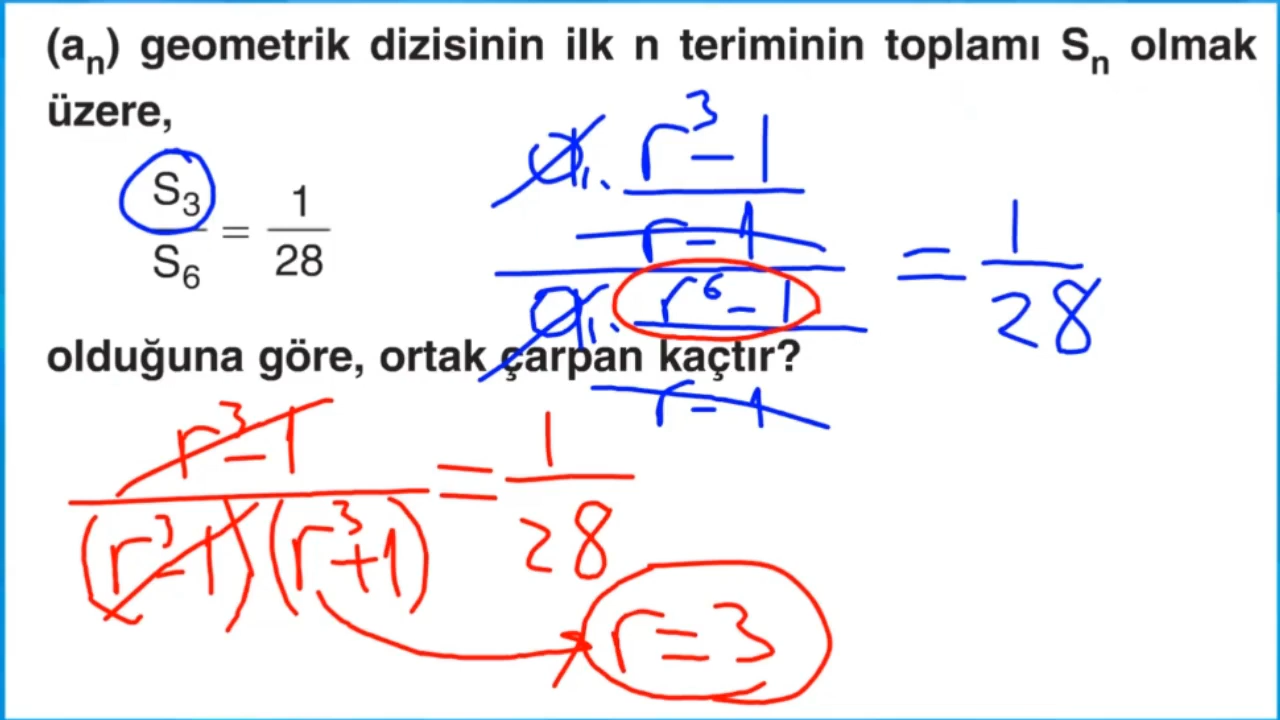 (aₙ) geometrik dizisinin ilk n teriminin toplamı Sₙ olmak
üzere,
S₃/S₆ = 1/28
a₁. (r³-1)/(r-1) / a₁. (r⁶-1)/(r-1) = 1/28
olduğuna göre, ortak çarpan kaçtır?
r³-1/(r³-1)(r³+1) = 1/28
r=3